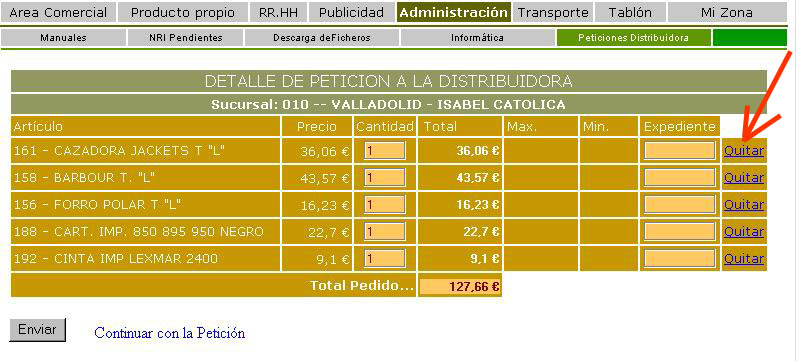 Area Comercial Producto propio RR.HH Publicidad Administración Transporte Tablón Mi Zona
Manuales NRI Pendientes Descarga deFicheros Informática Peticiones Distribuidora
DETALLE DE PETICION A LA DISTRIBUIDORA
Sucursal: 010 -- VALLADOLID - ISABEL CATOLICA
Artículo Precio Cantidad Total Max. Min. Expediente
161 - CAZADORA JACKETS T "L" 36,06 € 1 36,06 € Quitar
158 - BARBOUR T. "L" 43,57 € 1 43,57 € Quitar
156 - FORRO POLAR T "L" 16,23 € 1 16,23 € Quitar
188 - CART. IMP. 850 895 950 NEGRO 22,7 € 1 22,7 € Quitar
192 - CINTA IMP LEXMAR 2400 9,1 € 1 9,1 € Quitar
Total Pedido... 127,66 €
Enviar Continuar con la Petición